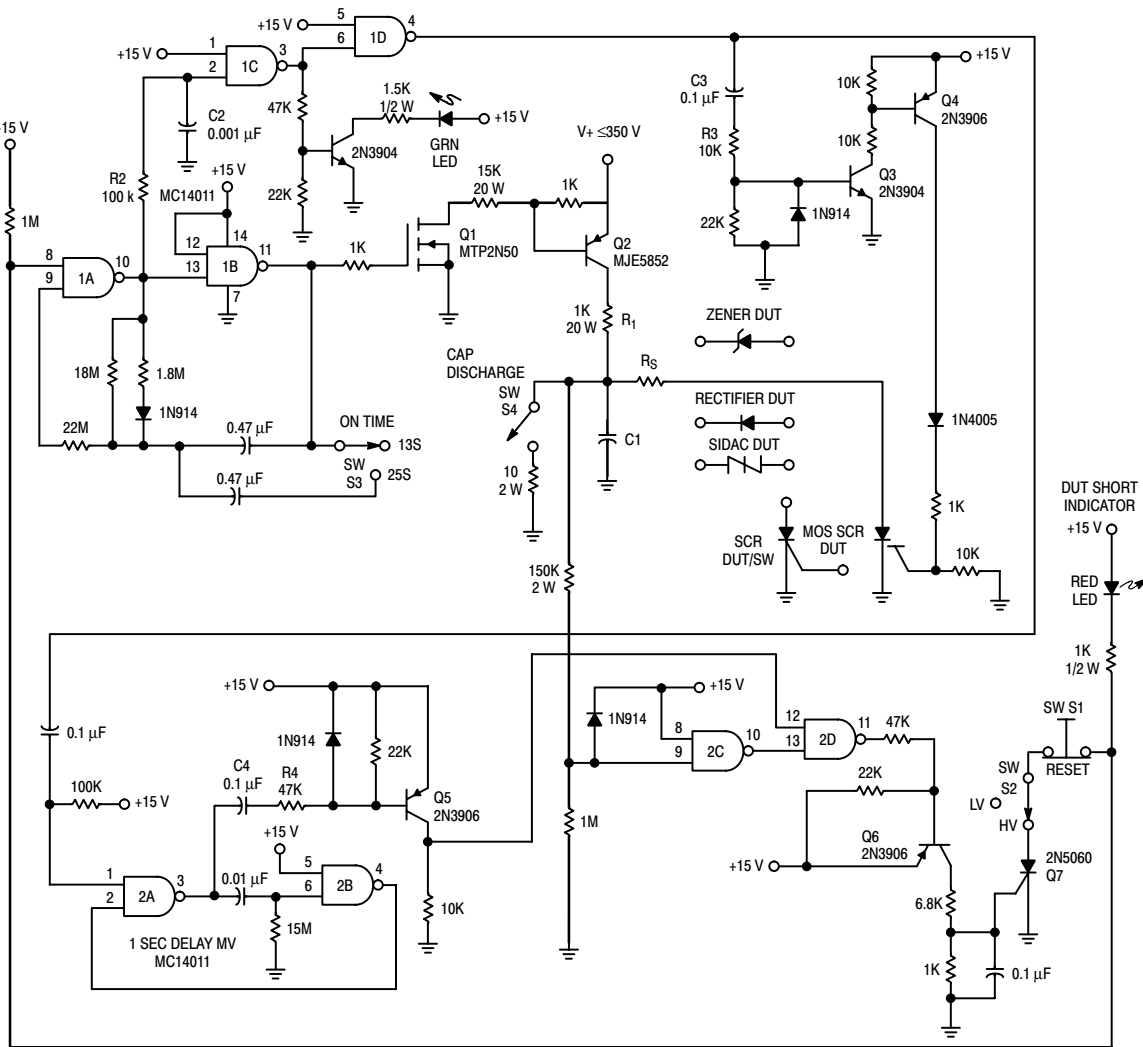 +15 V
5
6
1D
4
+15 V
1
2
1C
3
+15 V
C2
0.001 μF
47K
1.5K
1/2 W
GRN
LED
+15 V
2N3904
22K
R2
100 k
+15 V
MC14011
1M
8
9
1A
10
12
13
14
1B
11
7
1K
Q1
MTP2N50
15K
20 W
1K
V+ ≤350 V
Q2
MJE5852
1K
20 W
R1
C3
0.1 μF
R3
10K
22K
1N914
10K
10K
+15 V
Q4
2N3906
Q3
2N3904
18M
1.8M
1N914
22M
0.47 μF
0.47 μF
ON TIME
13S
SW
S3
25S
CAP
DISCHARGE
SW
S4
10
2 W
RS
C1
ZENER DUT
RECTIFIER DUT
SIDAC DUT
SCR
DUT/SW
MOS SCR
DUT
1N4005
1K
10K
DUT SHORT
INDICATOR
+15 V
RED
LED
1K
1/2 W
150K
2 W
0.1 μF
100K
+15 V
+15 V
1N914
22K
C4
0.1 μF
R4
47K
Q5
2N3906
+15 V
1
2
2A
3
0.01 μF
5
6
2B
4
15M
10K
1 SEC DELAY MV
MC14011
1N914
+15 V
8
9
2C
10
12
13
2D
11
47K
1M
22K
+15 V
Q6
2N3906
6.8K
1K
0.1 μF
SW S1
RESET
SW
S2
LV
HV
2N5060
Q7